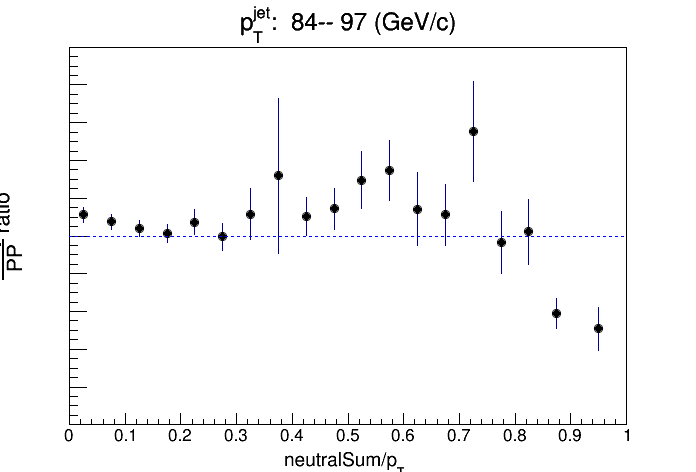 p_T^jet: 84-- 97 (GeV/c)
PP ratio
0 0.1 0.2 0.3 0.4 0.5 0.6 0.7 0.8 0.9 1
neutralSum/p_T